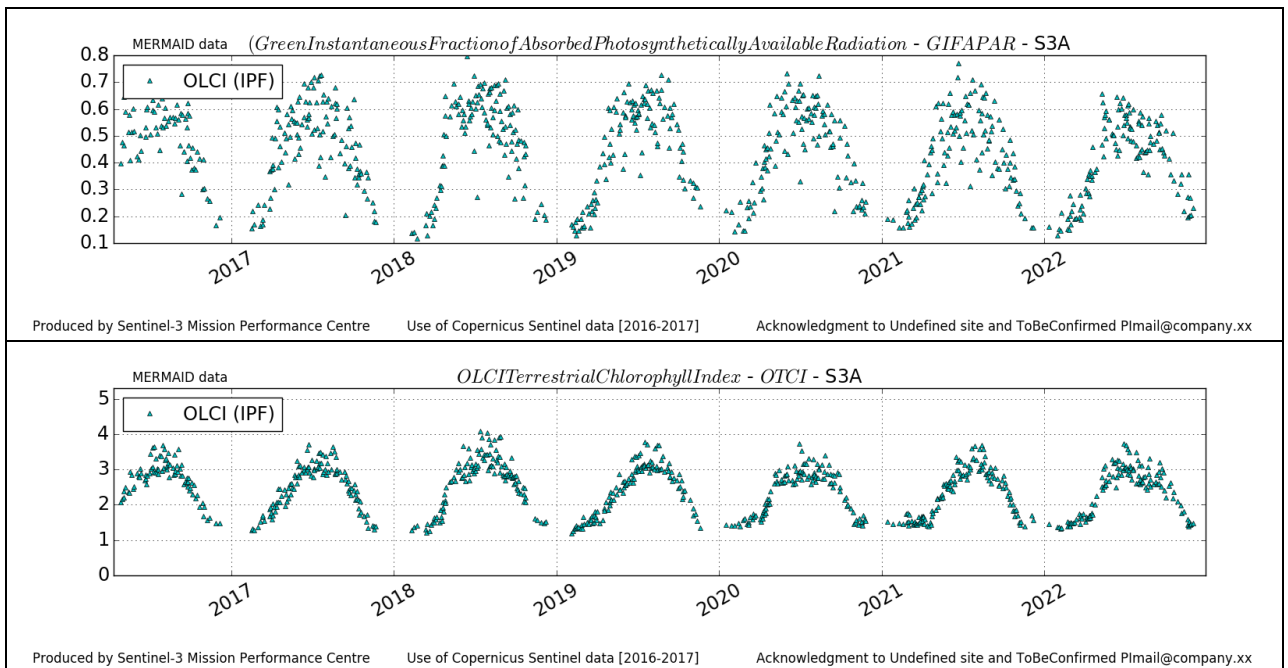 MERMAID data (GreenInstantaneousFractionofAbsorbedPhotosyntheticallyAvailableRadiation - GIFAPAR - S3A
0.8
OLCI (IPF)
0.7
0.6
0.5
0.4
0.3
0.2
0.1
2017 2018 2019 2020 2021 2022
Produced by Sentinel-3 Mission Performance Centre Use of Copernicus Sentinel data [2016-2017] Acknowledgment to Undefined site and ToBeConfirmed PImail@company.xx
MERMAID data OLCITerrestrialChlorophyllIndex - OTCI - S3A
5
OLCI (IPF)
4
3
2
1
0
2017 2018 2019 2020 2021 2022
Produced by Sentinel-3 Mission Performance Centre Use of Copernicus Sentinel data [2016-2017] Acknowledgment to Undefined site and ToBeConfirmed PImail@company.xx